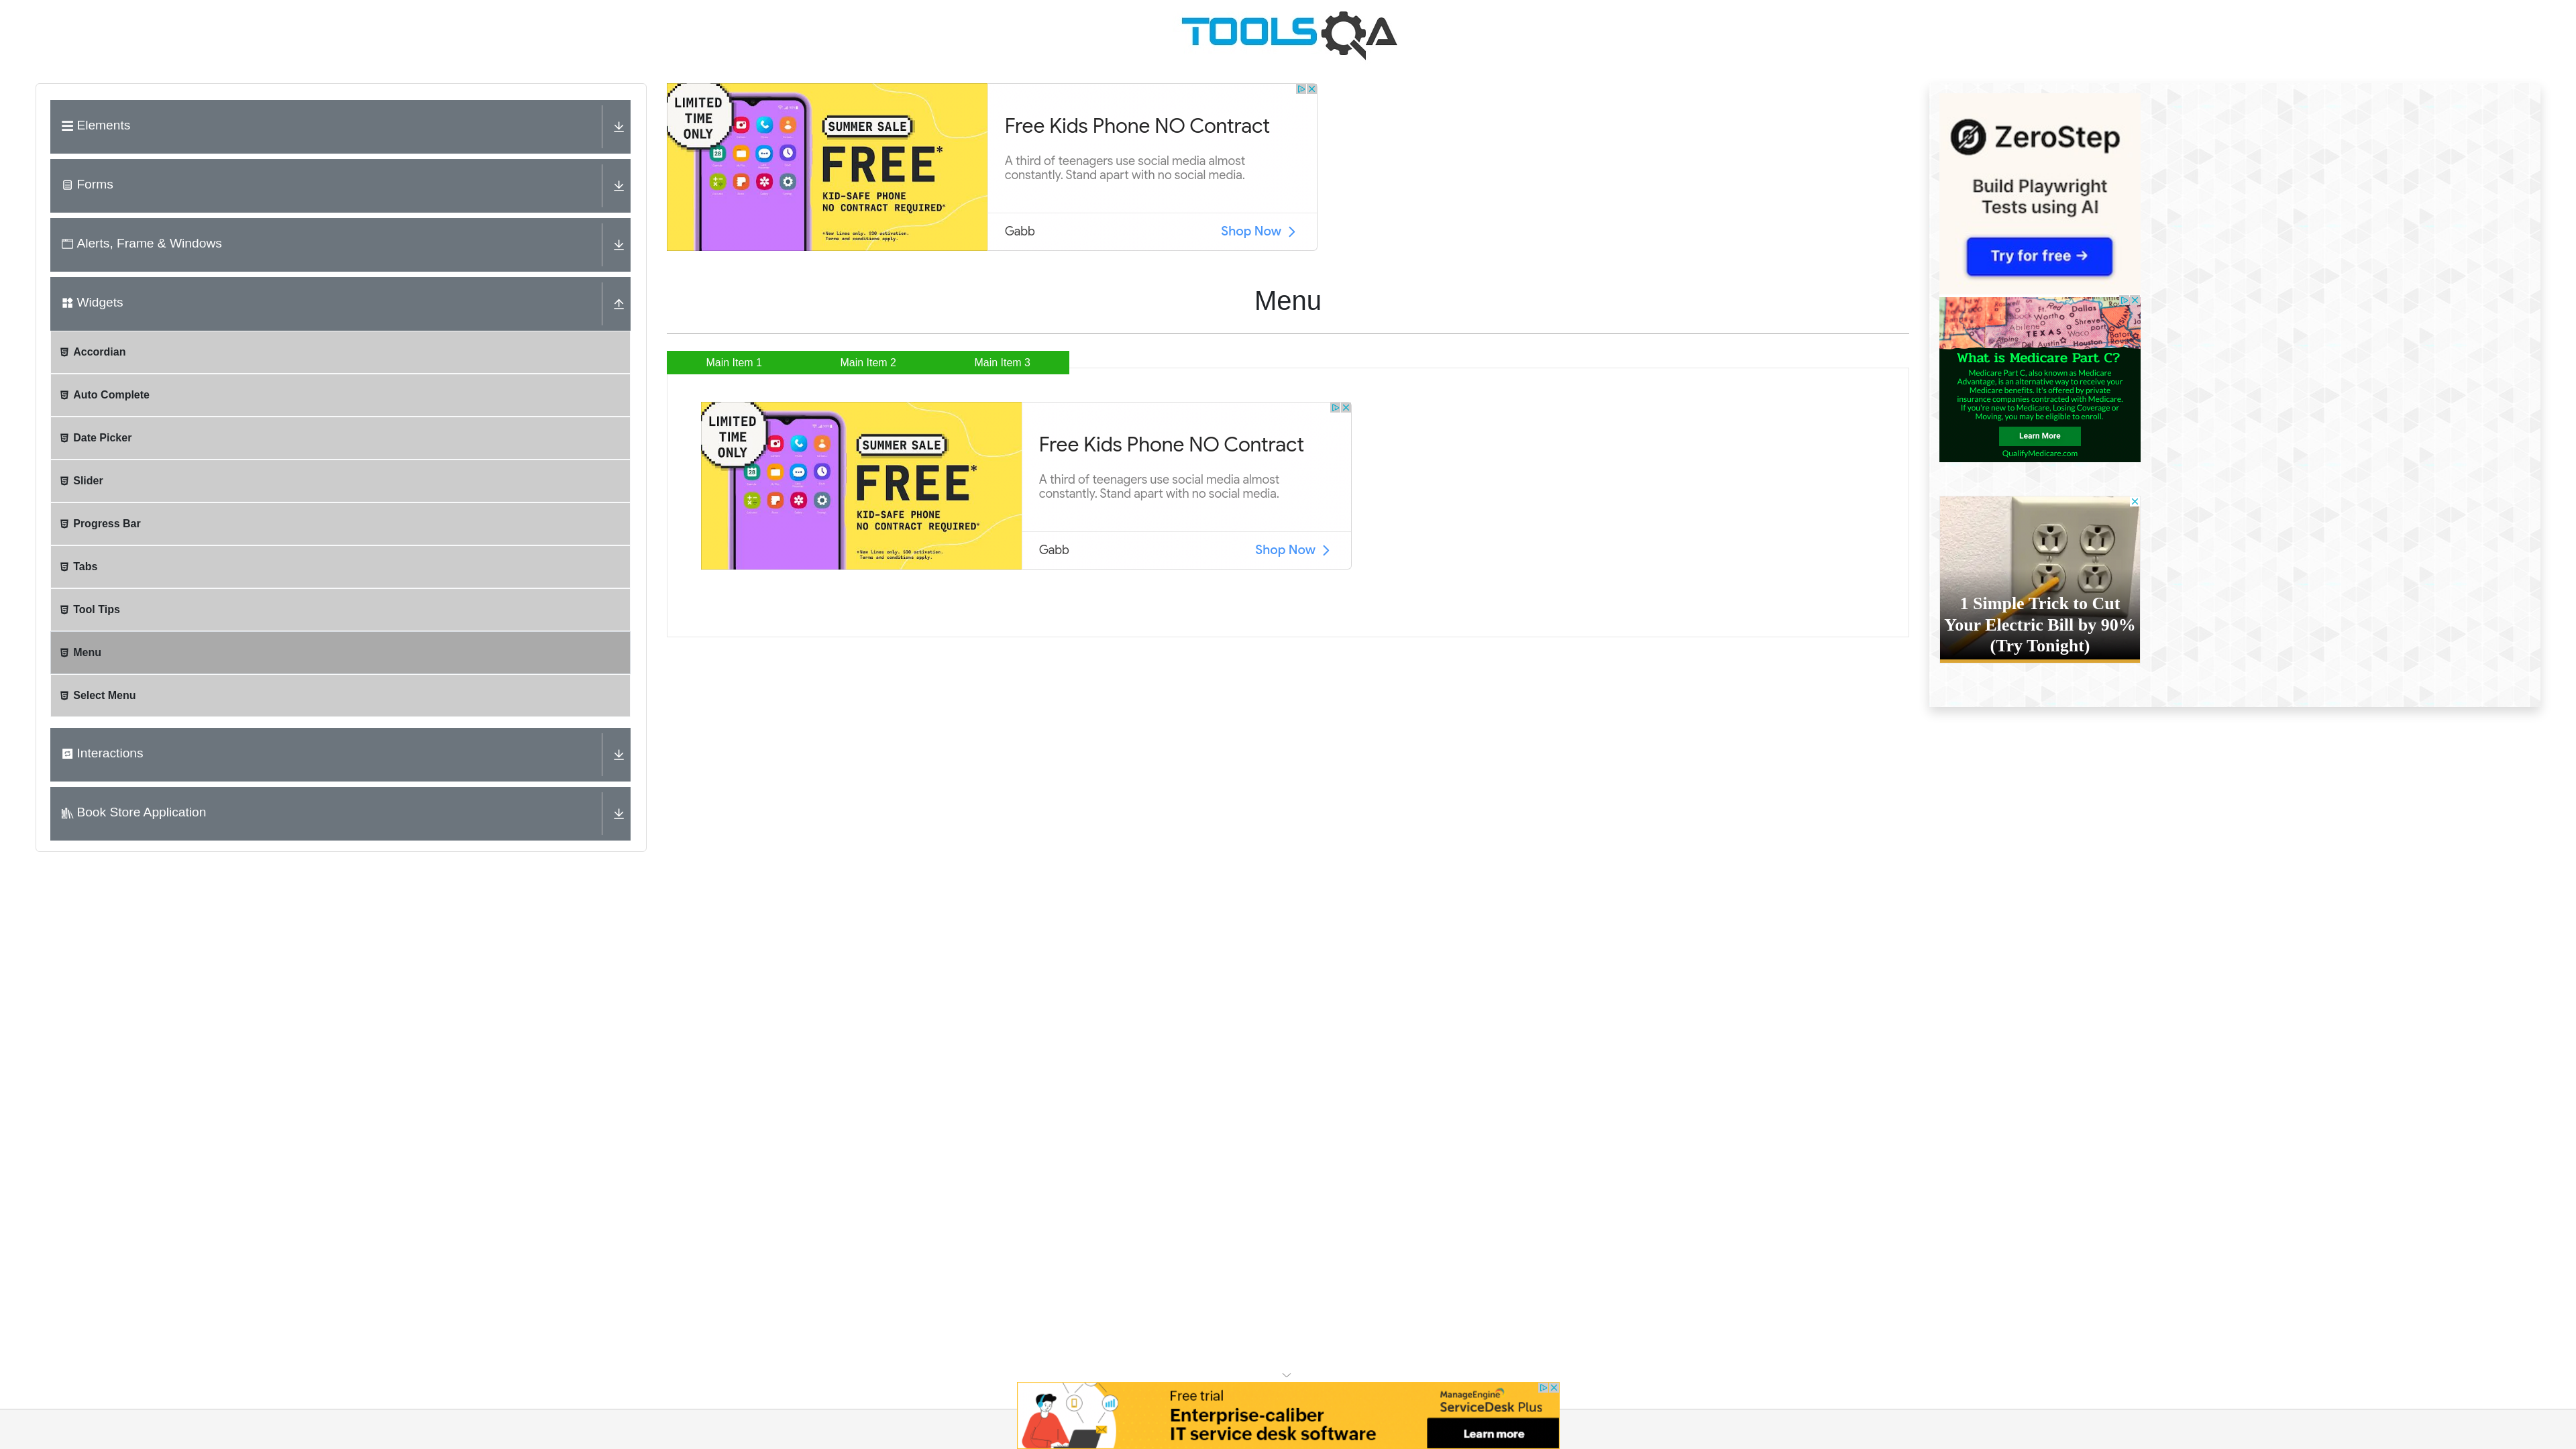 TOOLSQA
Elements
Forms
Alerts, Frame & Windows
Widgets
Accordian
Auto Complete
Date Picker
Slider
Progress Bar
Tabs
Tool Tips
Menu
Select Menu
Interactions
Book Store Application
LIMITED
TIME
ONLY
SUMMER SALE
FREE*
KID-SAFE PHONE
NO CONTRACT REQUIRED*
*New lines only. $30 activation.
Terms and conditions apply.
Free Kids Phone NO Contract
A third of teenagers use social media almost
constantly. Stand apart with no social media.
Gabb
Shop Now
Menu
Main Item 1
Main Item 2
Main Item 3
LIMITED
TIME
ONLY
SUMMER SALE
FREE*
KID-SAFE PHONE
NO CONTRACT REQUIRED*
*New lines only. $30 activation.
Terms and conditions apply.
Free Kids Phone NO Contract
A third of teenagers use social media almost
constantly. Stand apart with no social media.
Gabb
Shop Now
ZeroStep
Build Playwright
Tests using AI
Try for free →
Ft.
Worth
Dallas
Abilene
TEXAS
Waco
Austin
Houston
What is Medicare Part C?
Medicare Part C, also known as Medicare
Advantage, is an alternative way to receive your
Medicare benefits. It's offered by private
insurance companies contracted with Medicare.
If you're new to Medicare, Losing Coverage or
Moving, you may be eligible to enroll.
Learn More
QualifyMedicare.com
1 Simple Trick to Cut
Your Electric Bill by 90%
(Try Tonight)
Free trial
Enterprise-caliber
IT service desk software
ManageEngine
ServiceDesk Plus
Learn more